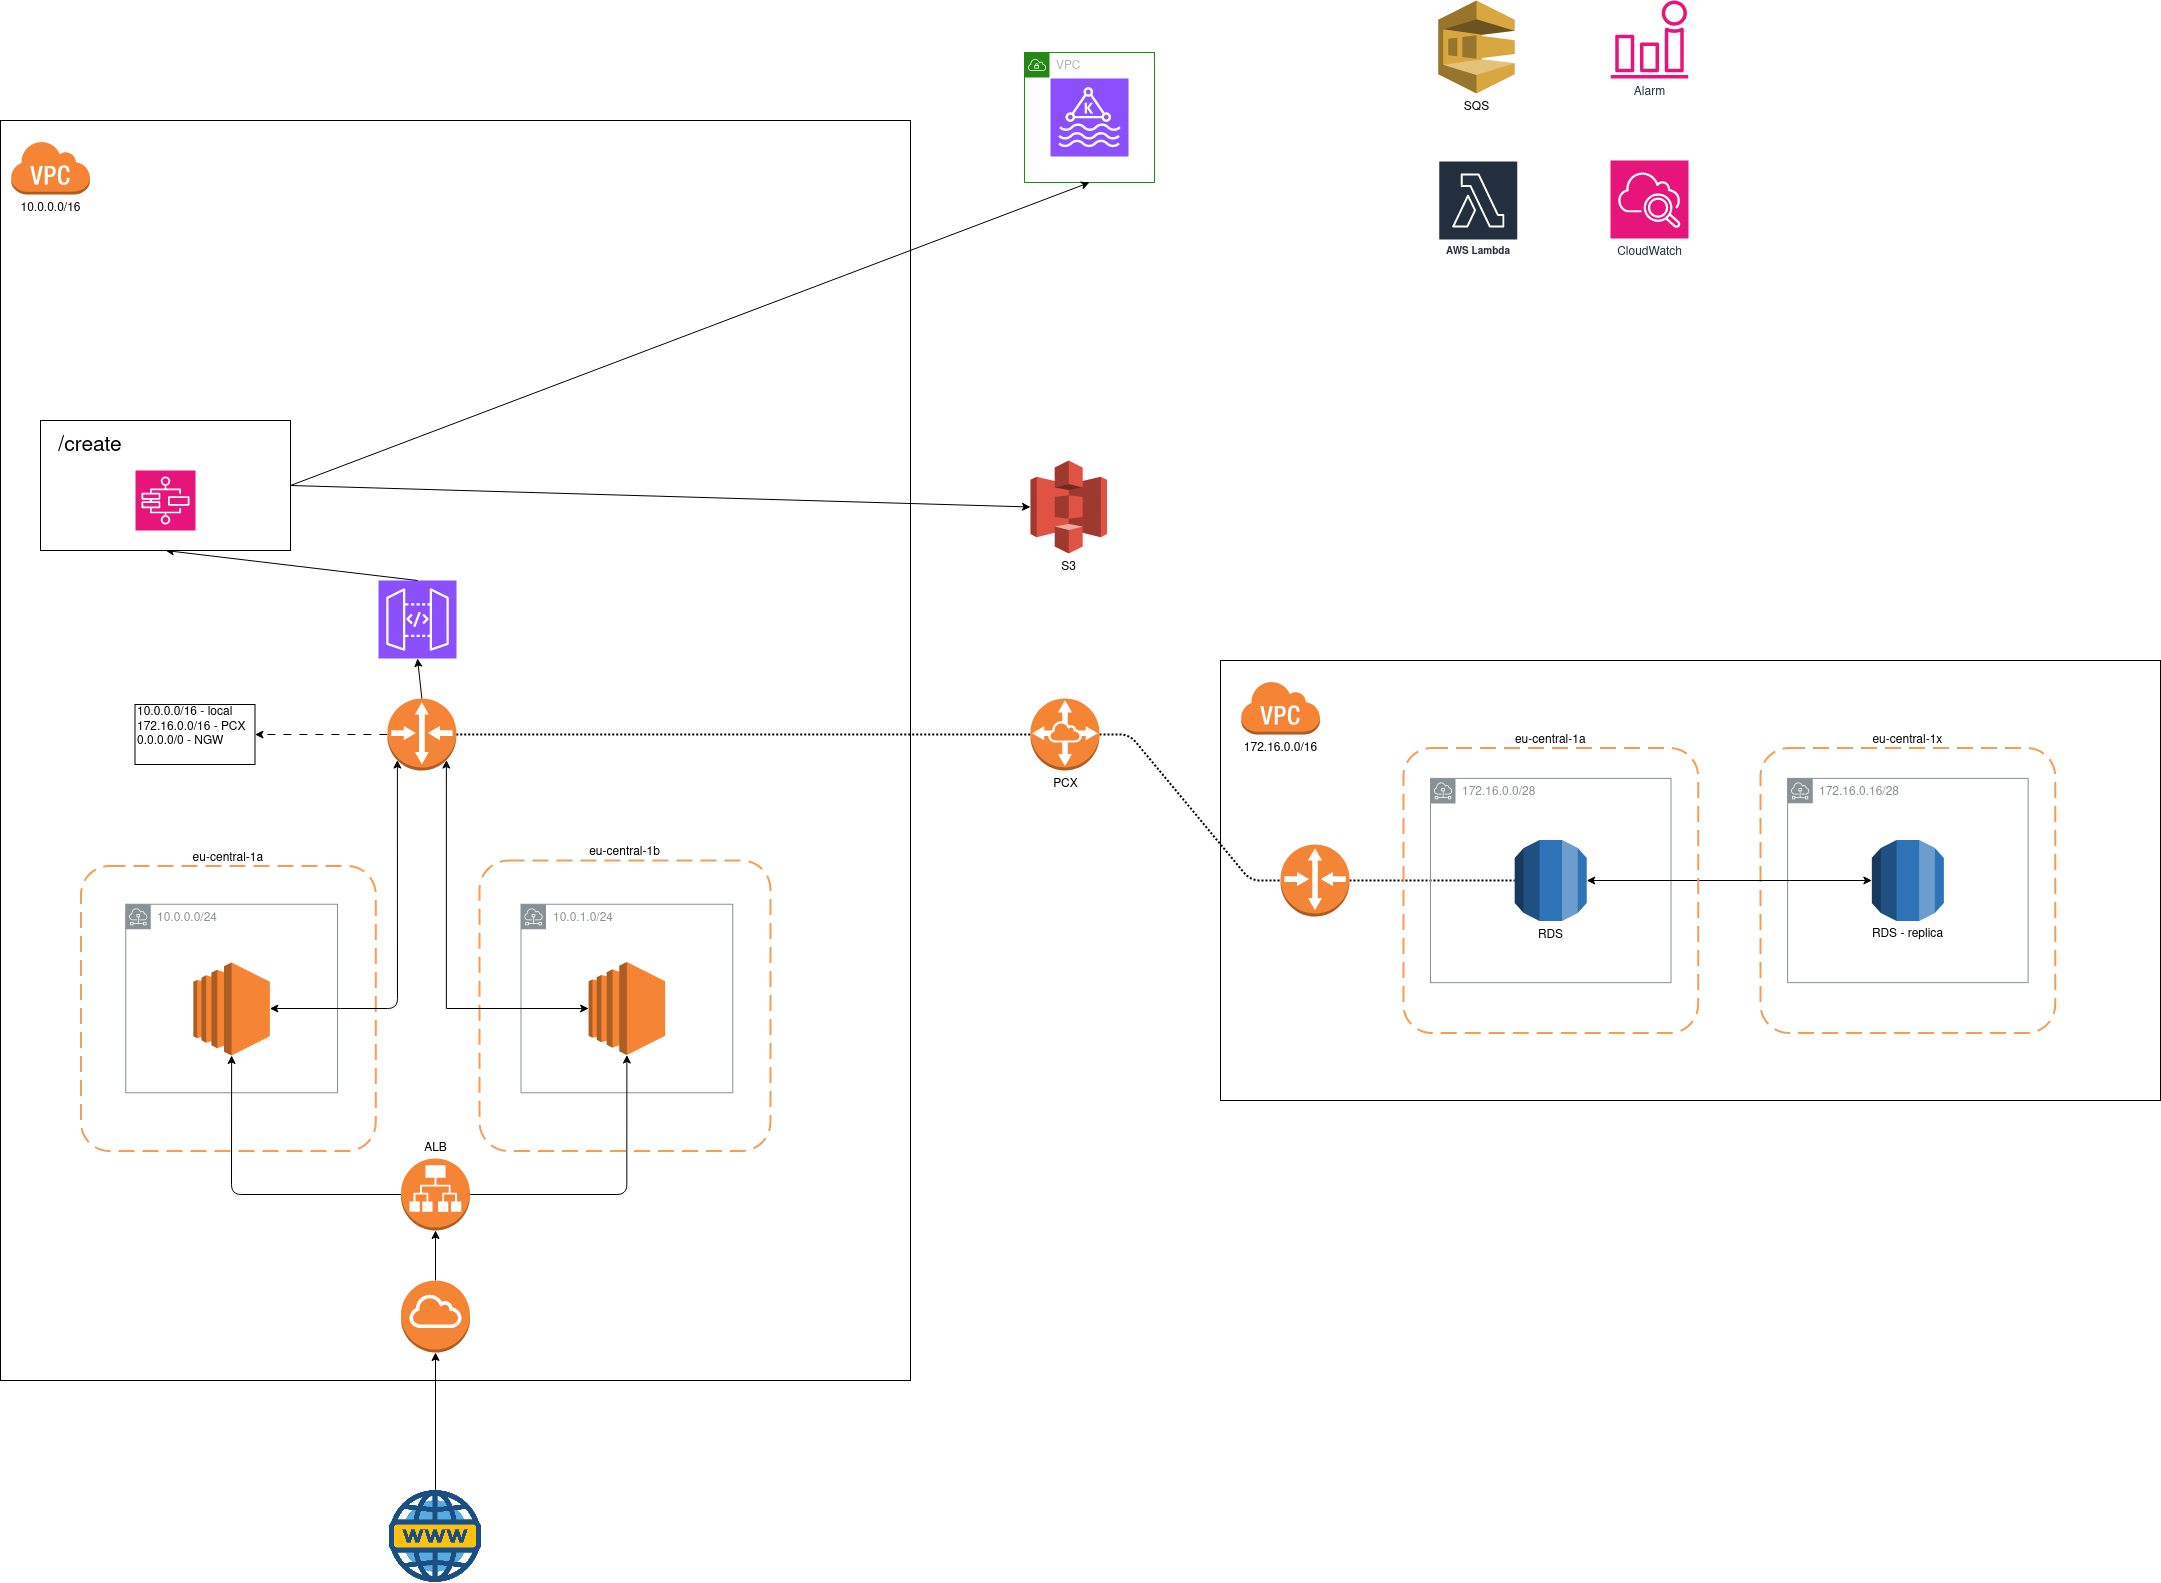 VPC
K
SQS
Alarm
VPC
10.0.0.0/16
AWS Lambda
CloudWatch
/create
S3
</>
10.0.0.0/16 - local
172.16.0.0/16 - PCX
0.0.0.0/0 - NGW
PCX
VPC
172.16.0.0/16
eu-central-1a
eu-central-1x
172.16.0.0/28
172.16.0.16/28
RDS
RDS - replica
eu-central-1a
eu-central-1b
10.0.0.0/24
10.0.1.0/24
ALB
WWW